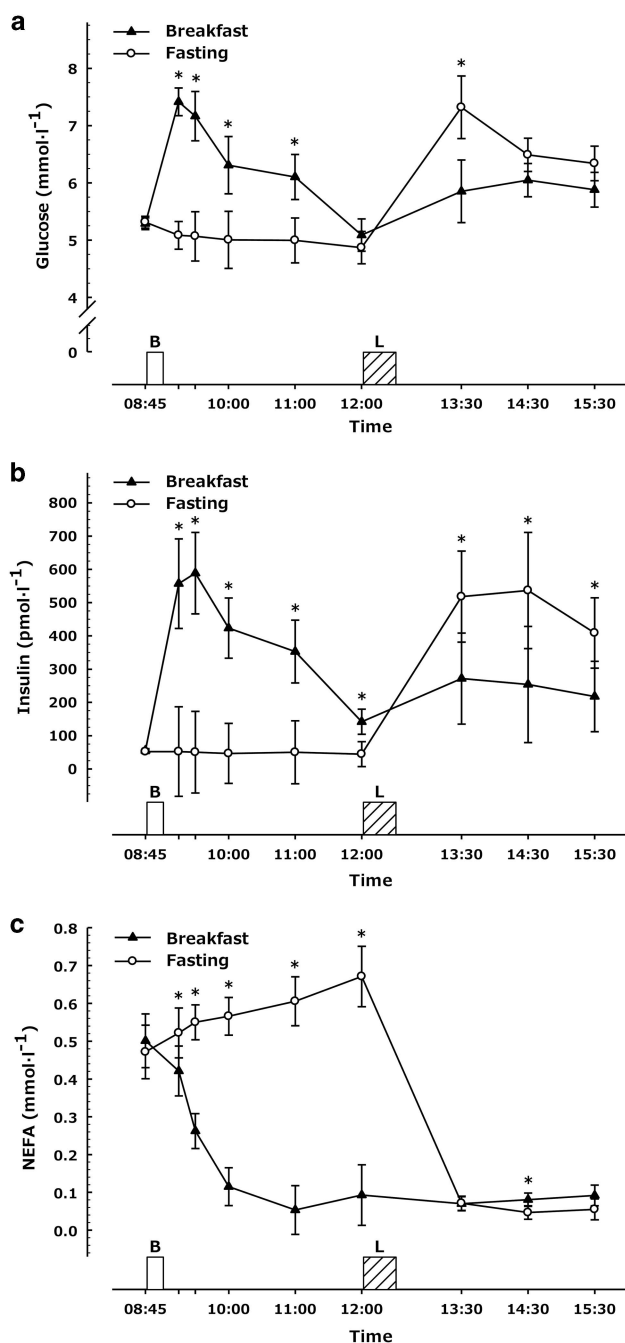 a
Breakfast
Fasting
Glucose (mmol·l⁻¹)
8
7
6
5
4
0
* * * * *
B
L
08:45 10:00 11:00 12:00 13:30 14:30 15:30
Time
b
Breakfast
Fasting
Insulin (pmol·l⁻¹)
800
700
600
500
400
300
200
100
0
* * * * * * * *
B
L
08:45 10:00 11:00 12:00 13:30 14:30 15:30
Time
c
Breakfast
Fasting
NEFA (mmol·l⁻¹)
0.8
0.7
0.6
0.5
0.4
0.3
0.2
0.1
0.0
* * * * * *
B
L
08:45 10:00 11:00 12:00 13:30 14:30 15:30
Time